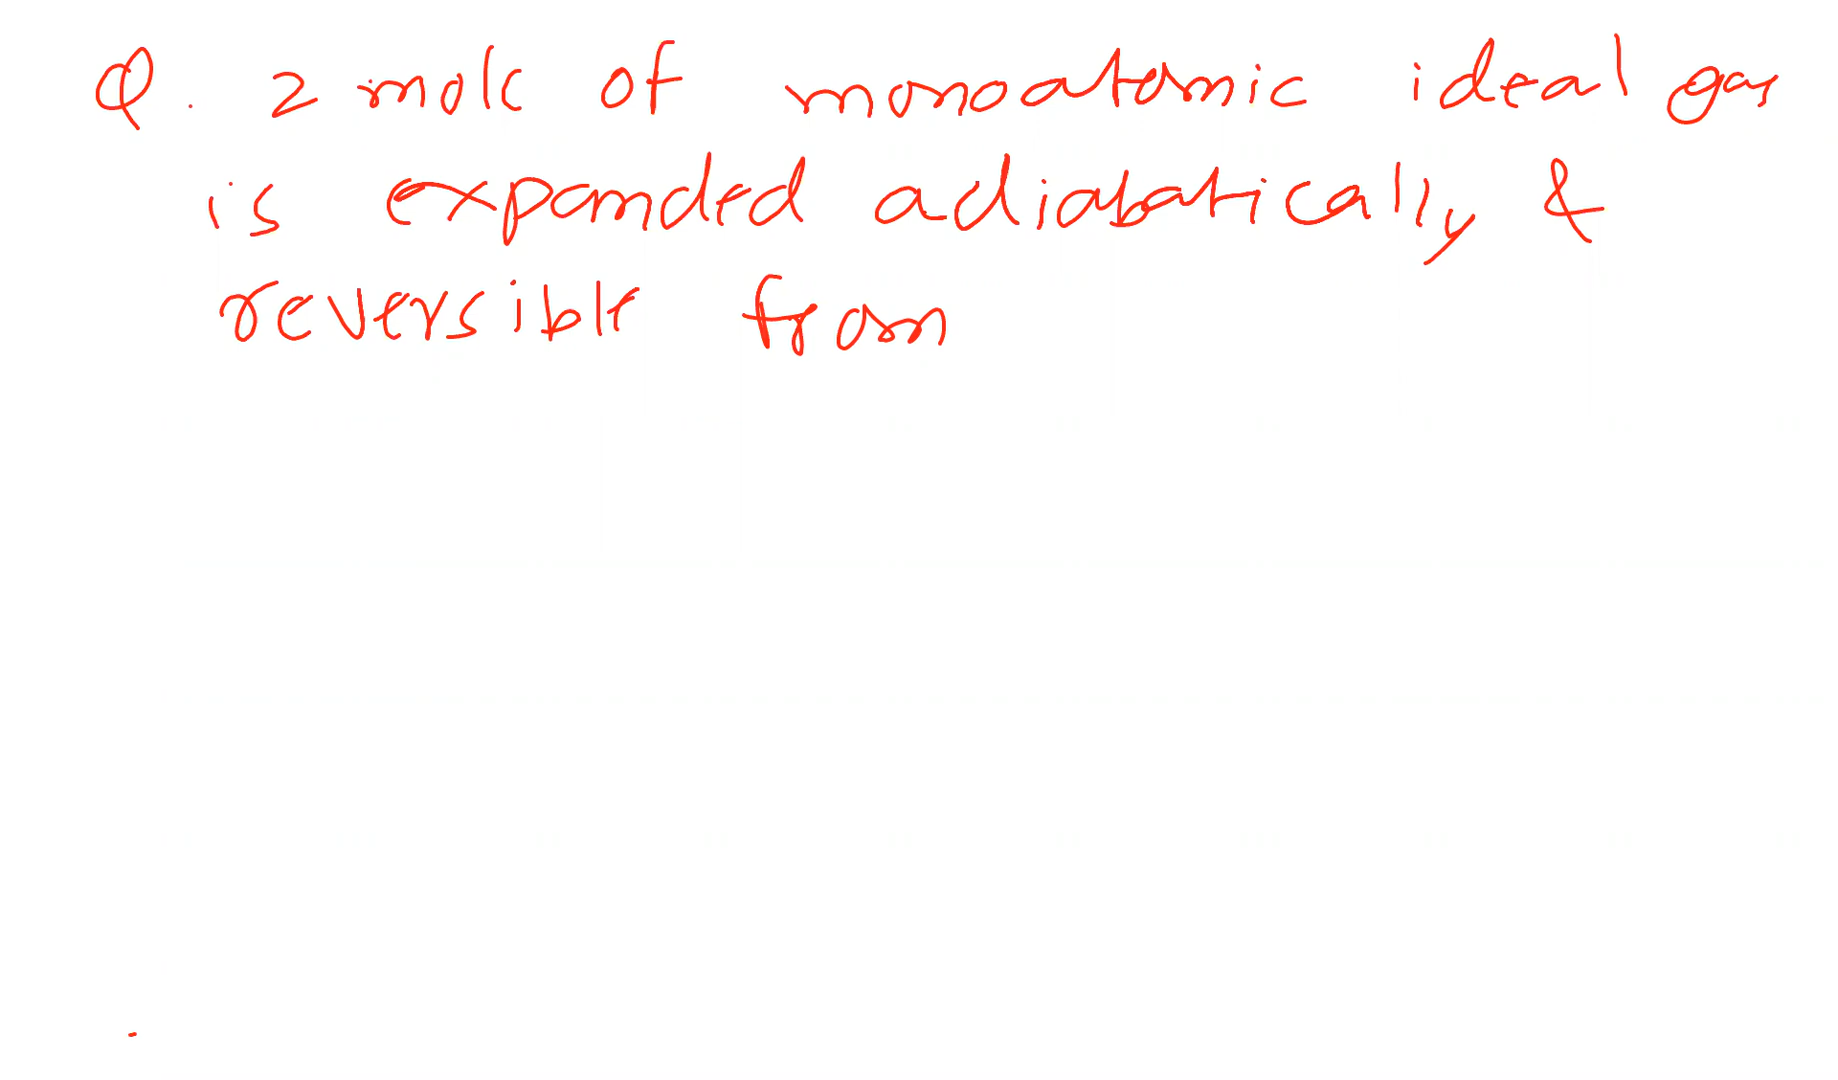 Q. 2 mole of monoatomic ideal gas
is expanded adiabatically &
reversible from